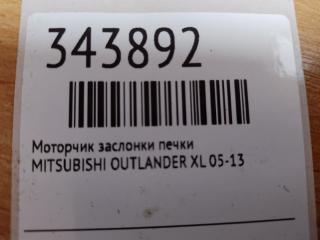 343892
Моторчик заслонки печки
MITSUBISHI OUTLANDER XL 05-13